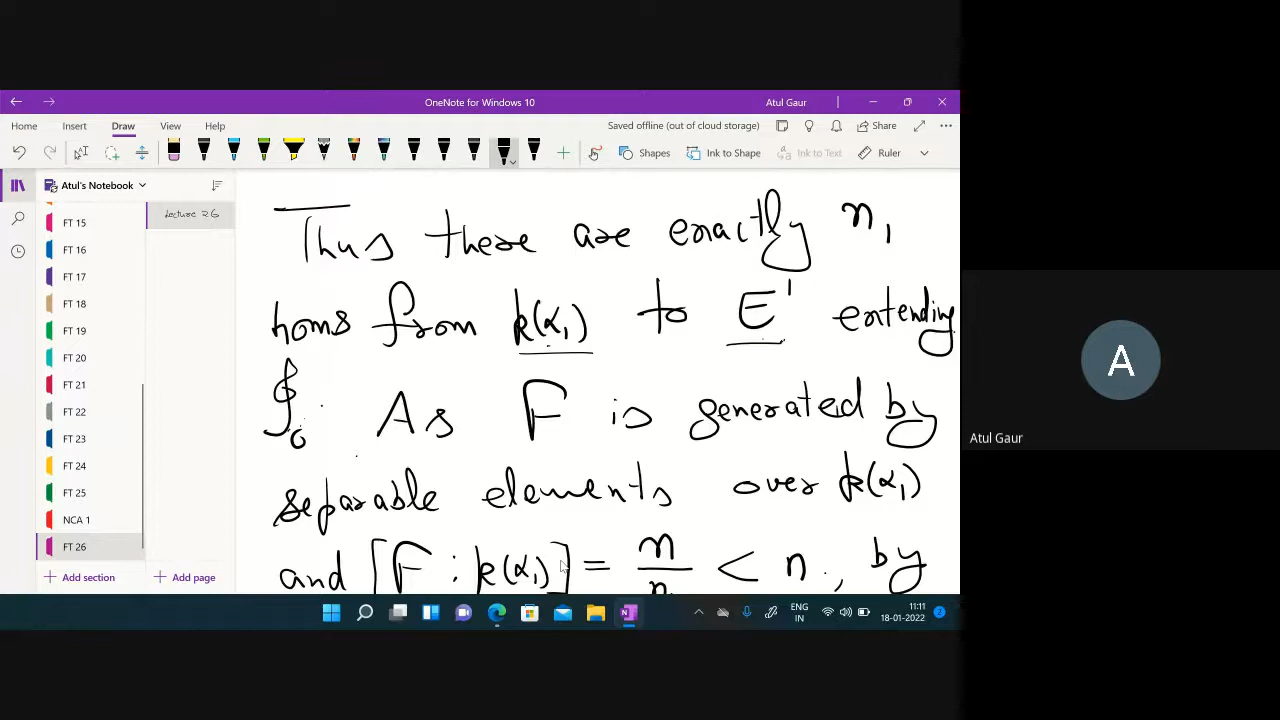 OneNote for Windows 10
Atul Gaur
Home Insert Draw View Help
Saved offline (out of cloud storage)
Share
Shapes
Ink to Shape
Ink to Text
Ruler
Atul's Notebook
FT 15
FT 16
FT 17
FT 18
FT 19
FT 20
FT 21
FT 22
FT 23
FT 24
FT 25
NCA 1
FT 26
Add section
Lecture 26
Add page
Thus there are exactly n₁
homs from k(α₁) to E' extending
ϕ₀. As F is generated by
separable elements over k(α₁)
and [F : k(α₁)] = n/n < n, by
ENG
IN
11:11
18-01-2022
2
A
Atul Gaur